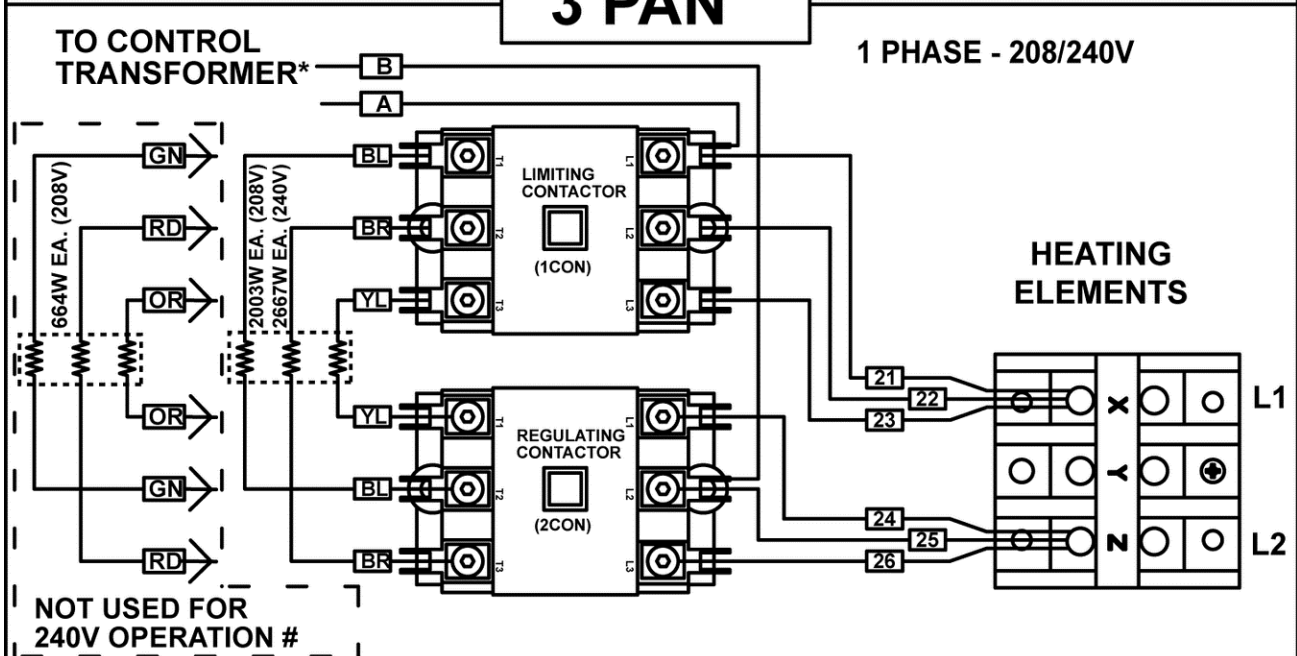 3 PAN
1 PHASE - 208/240V
TO CONTROL
TRANSFORMER*
B
A
GN
RD
OR
OR
GN
RD
664W EA. (208V)
2003W EA. (208V)
2667W EA. (240V)
BL
BR
YL
YL
BL
BR
T1
T2
T3
LIMITING
CONTACTOR
(1CON)
L1
L2
L3
T1
T2
T3
REGULATING
CONTACTOR
(2CON)
L1
L2
L3
21
22
23
24
25
26
HEATING
ELEMENTS
X
Y
Z
L1
L2
NOT USED FOR
240V OPERATION #